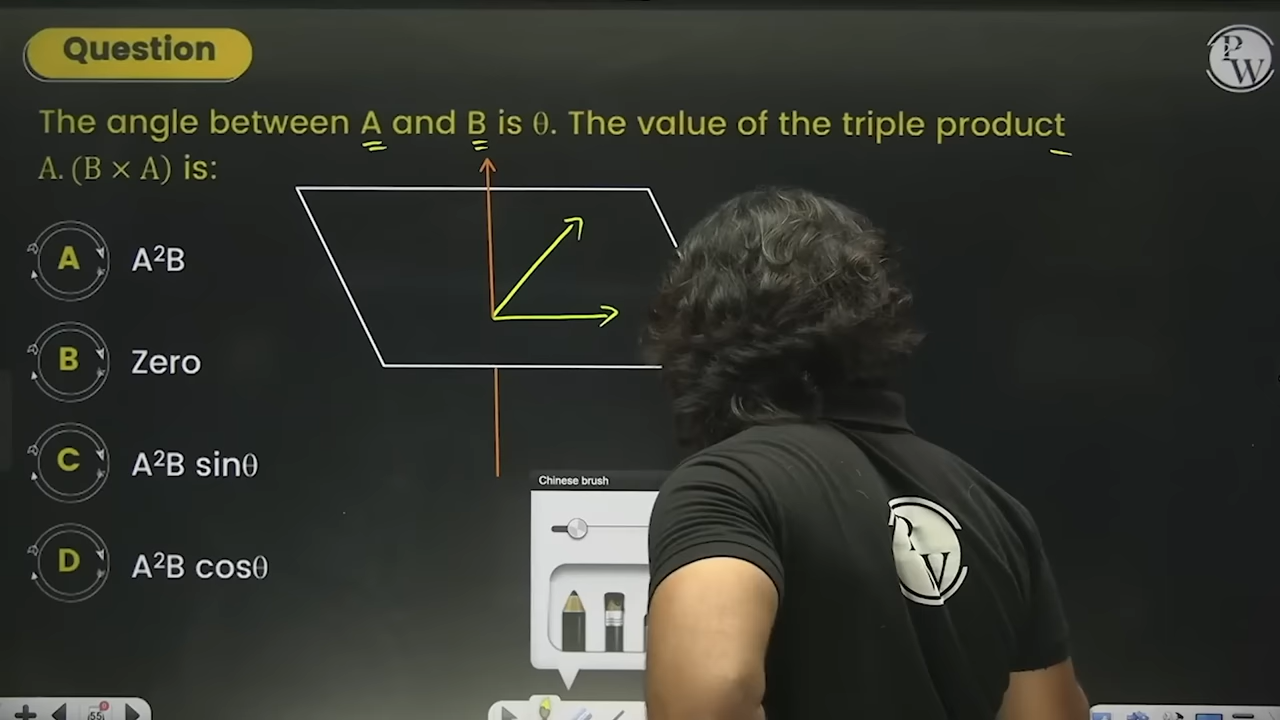 Question
P
W
The angle between A and B is θ. The value of the triple product
A. (B × A) is:
A A²B
B Zero
C A²B sinθ
D A²B cosθ
Chinese brush
P
W
55